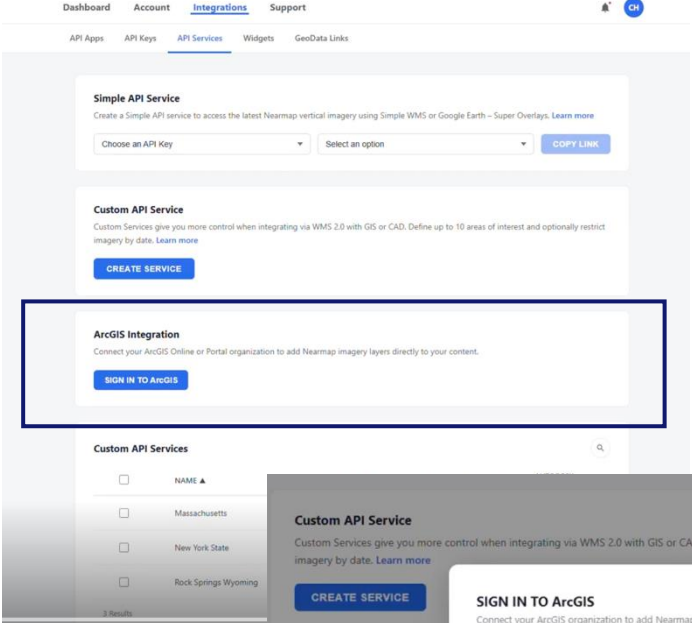 Dashboard Account Integrations Support CH
API Apps API Keys API Services Widgets GeoData Links
Simple API Service
Create a Simple API service to access the latest Nearmap vertical imagery using Simple WMS or Google Earth – Super Overlays. Learn more
Choose an API Key Select an option COPY LINK
Custom API Service
Custom Services give you more control when integrating via WMS 2.0 with GIS or CAD. Define up to 10 areas of interest and optionally restrict
imagery by date. Learn more
CREATE SERVICE
ArcGIS Integration
Connect your ArcGIS Online or Portal organization to add Nearmap imagery layers directly to your content.
SIGN IN TO ArcGIS
Custom API Services
NAME ▲
Massachusetts
New York State
Rock Springs Wyoming
3 Results
Custom API Service
Custom Services give you more control when integrating via WMS 2.0 with GIS or CA
imagery by date. Learn more
CREATE SERVICE
SIGN IN TO ArcGIS
Connect your ArcGIS organization to add Nearmap